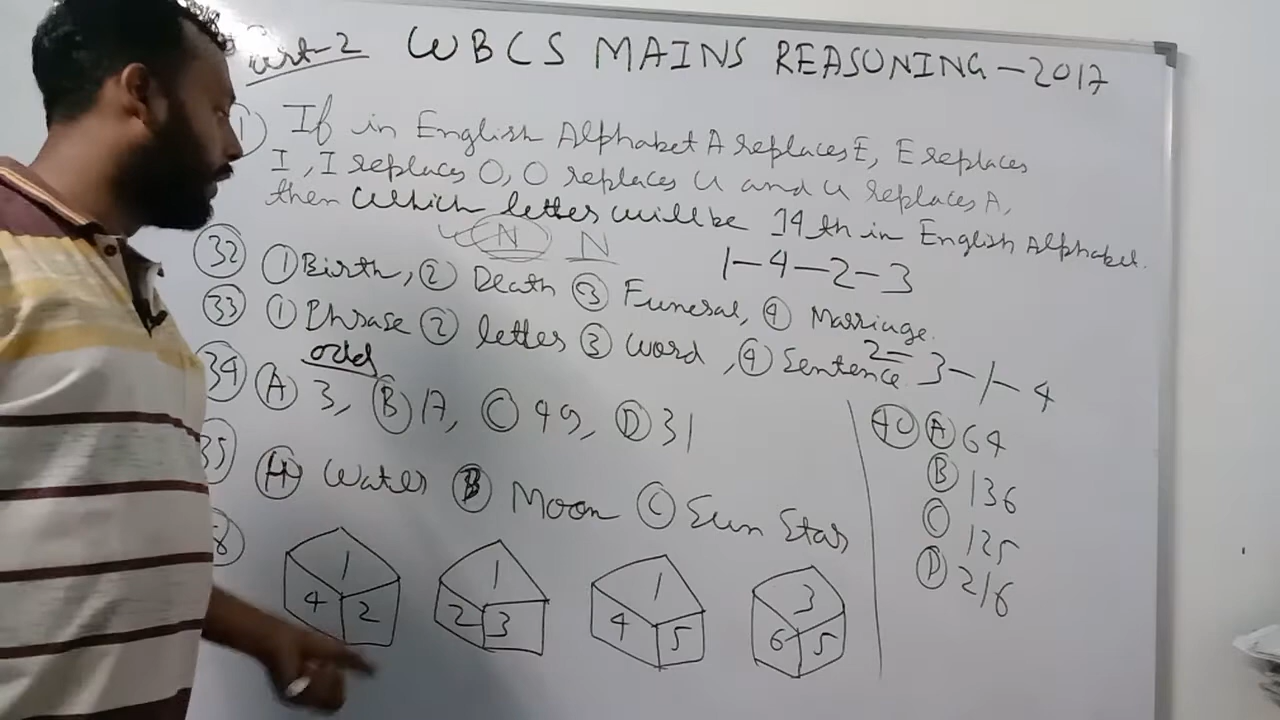 Part-2 WBCS MAINS REASONING-2017
1) If in English Alphabet A replaces E, E replaces
I, I replaces O, O replaces U and U replaces A,
then which letter will be 14th in English Alphabet.
N N
1-4-2-3
32 1 Birth, 2 Death 3 Funeral, 4 Marriage.
33 1 Phrase 2 letter 3 word, 4 Sentence
2-3-1-4
odd
34 A 3, B 17, C 49, D 31
35 A Water B Moon C Sun Star
8
1 4 2
1 2 3
1 4 5
3 6 5
40 A 64
B 136
C 125
D 216